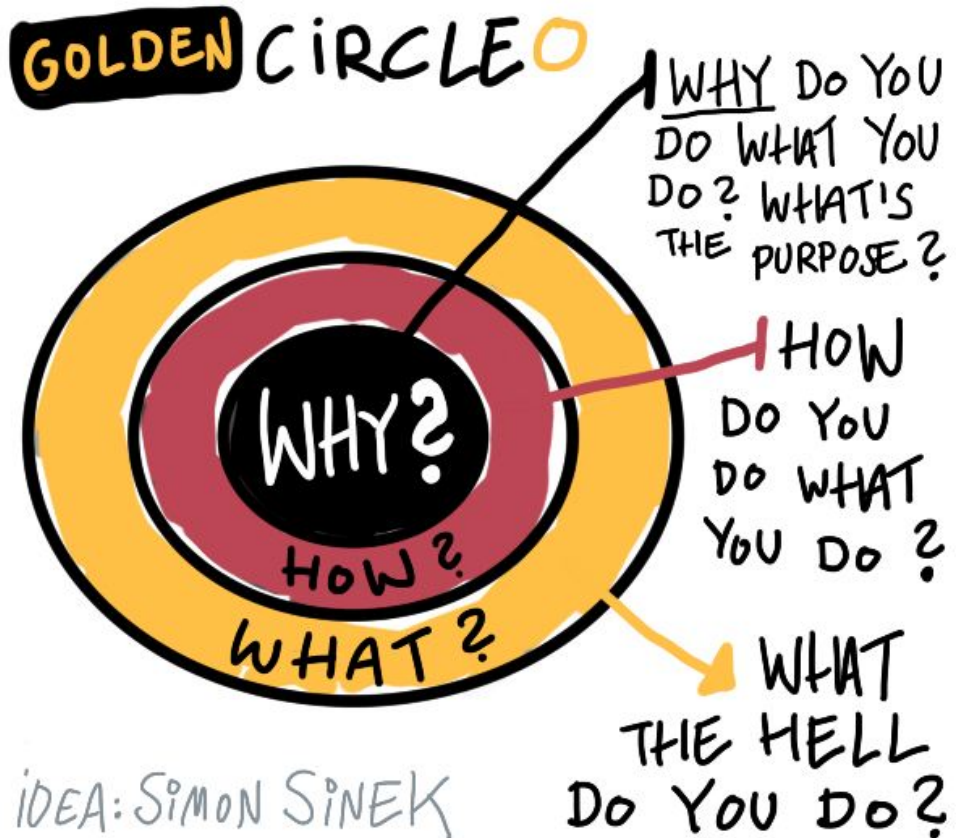 GOLDEN CiRCLE
WHY DO YOU
DO WHAT YOU
DO? WHAT'S
THE PURPOSE?
WHY?
HOW?
WHAT?
HOW
DO YOU
DO WHAT
YOU DO?
WHAT
THE HELL
DO YOU DO?
iDEA: SiMON SiNEK